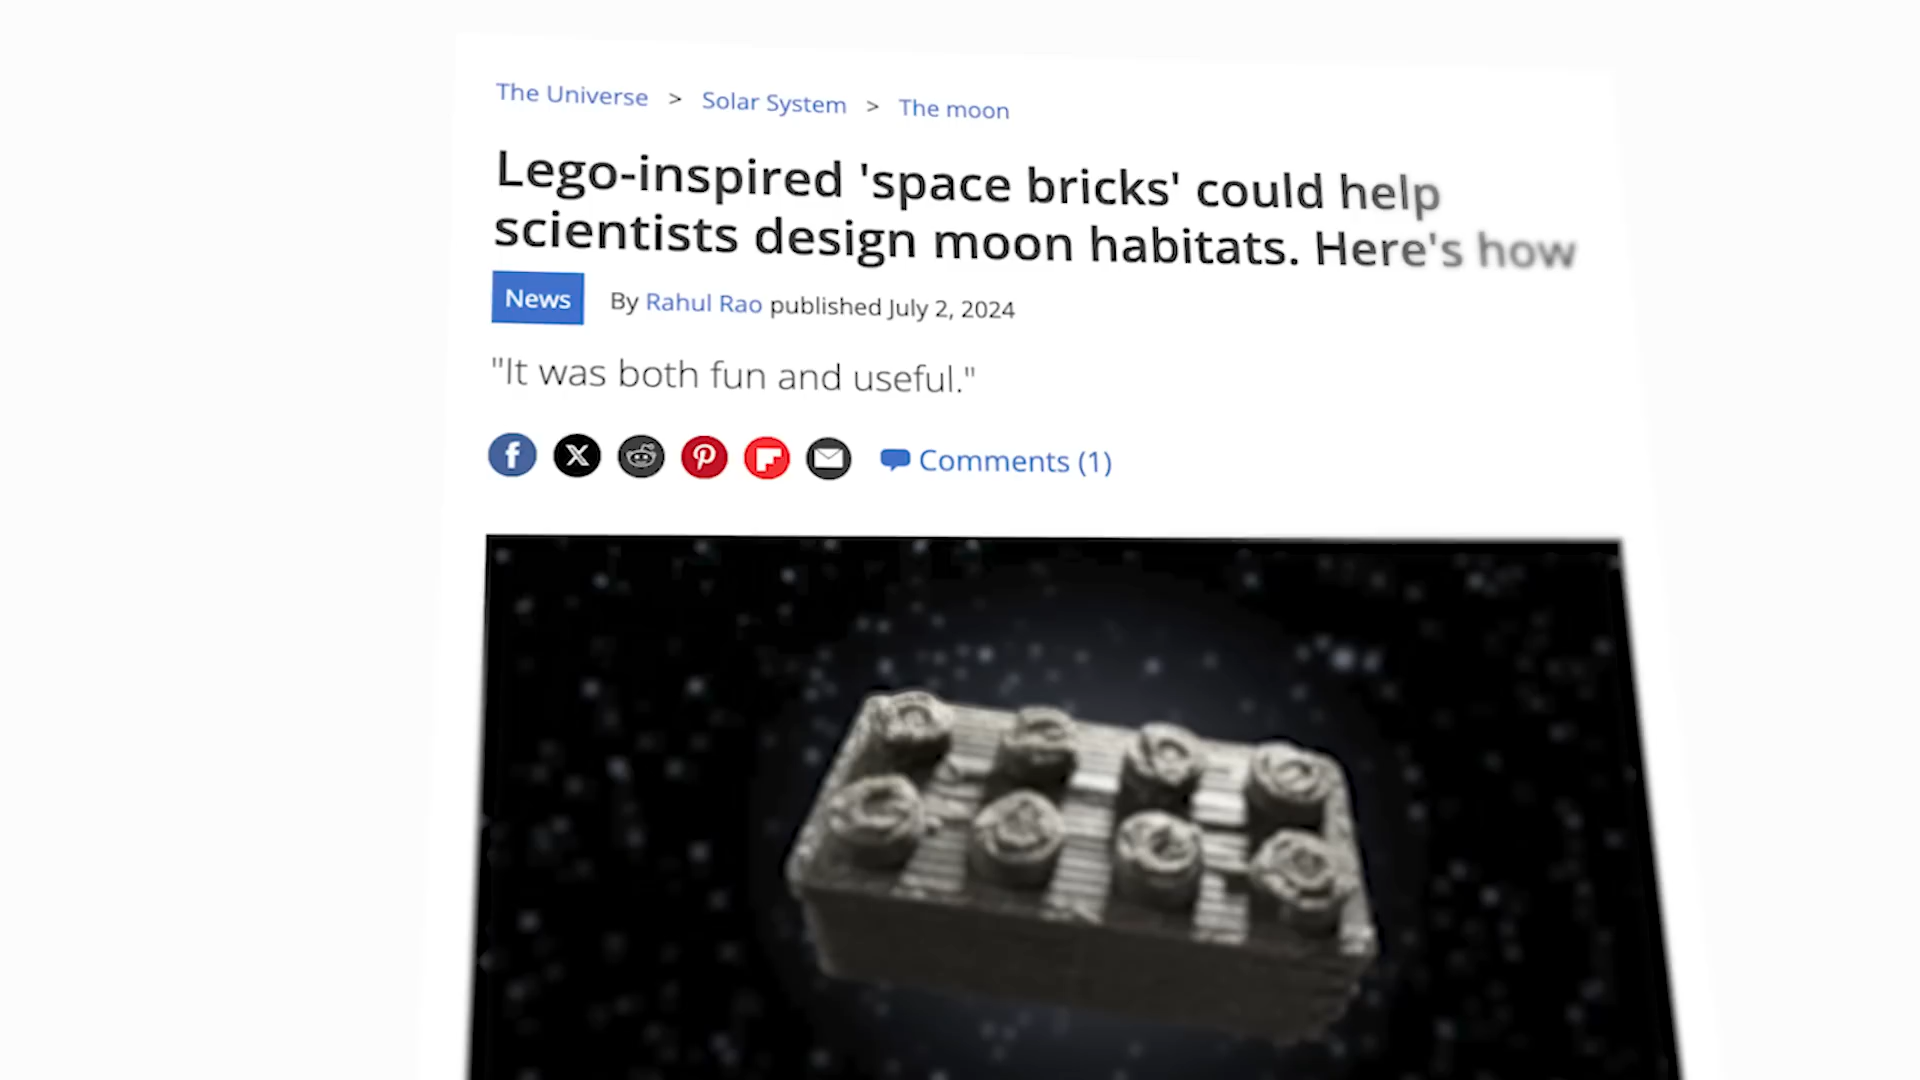 The Universe > Solar System > The moon
Lego-inspired 'space bricks' could help
scientists design moon habitats. Here's how
News By Rahul Rao published July 2, 2024
"It was both fun and useful."
Comments (1)